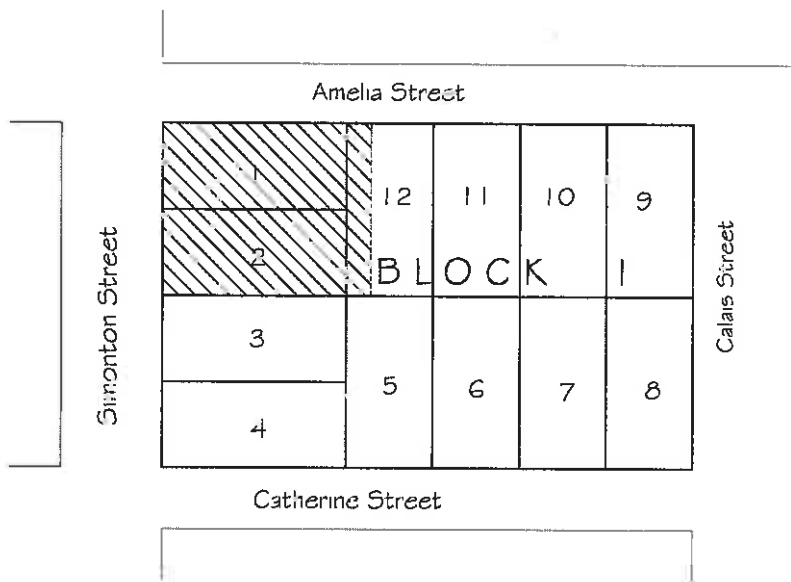 Amelia Street
1
12 11 10 9
2
BLOCK 1
Simonton Street
Calais Street
3
5 6 7 8
4
Catherine Street